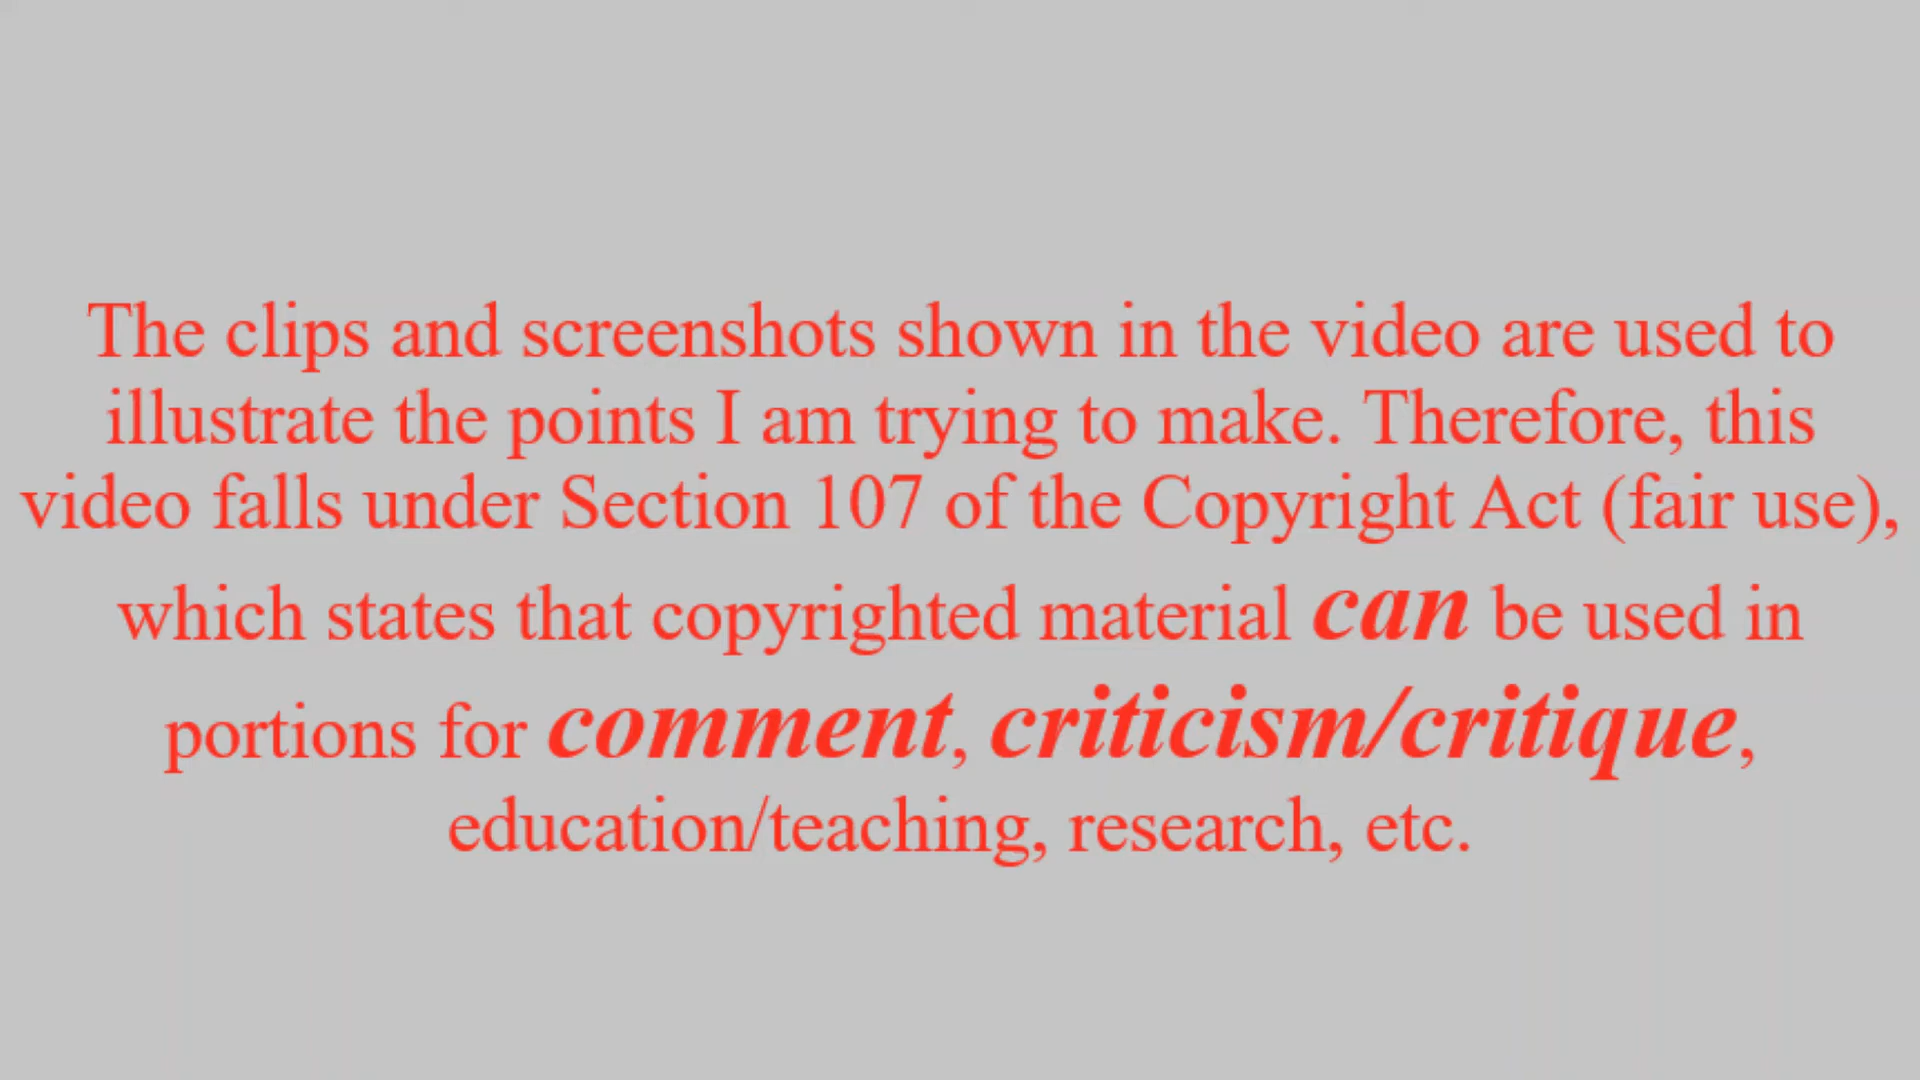 The clips and screenshots shown in the video are used to
illustrate the points I am trying to make. Therefore, this
video falls under Section 107 of the Copyright Act (fair use),
which states that copyrighted material can be used in
portions for comment, criticism/critique,
education/teaching, research, etc.